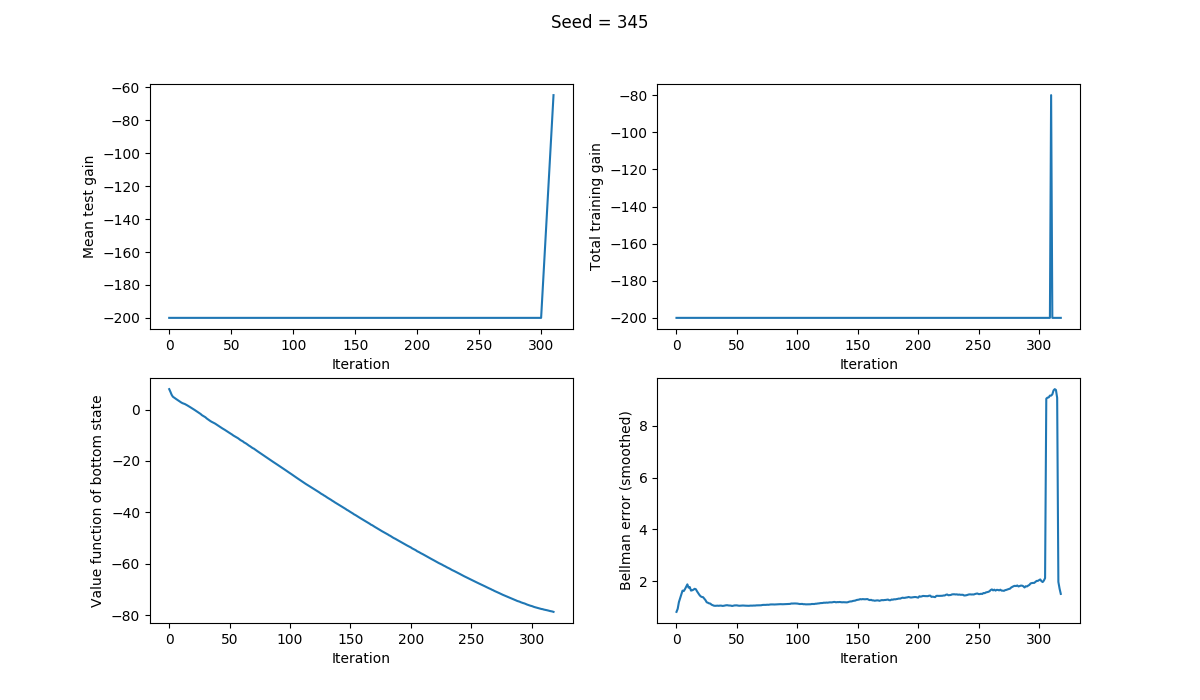 Seed = 345
Mean test gain
−60
−80
−100
−120
−140
−160
−180
−200
0 50 100 150 200 250 300
Iteration
Total training gain
−80
−100
−120
−140
−160
−180
−200
0 50 100 150 200 250 300
Iteration
Value function of bottom state
0
−20
−40
−60
−80
0 50 100 150 200 250 300
Iteration
Bellman error (smoothed)
8
6
4
2
0 50 100 150 200 250 300
Iteration